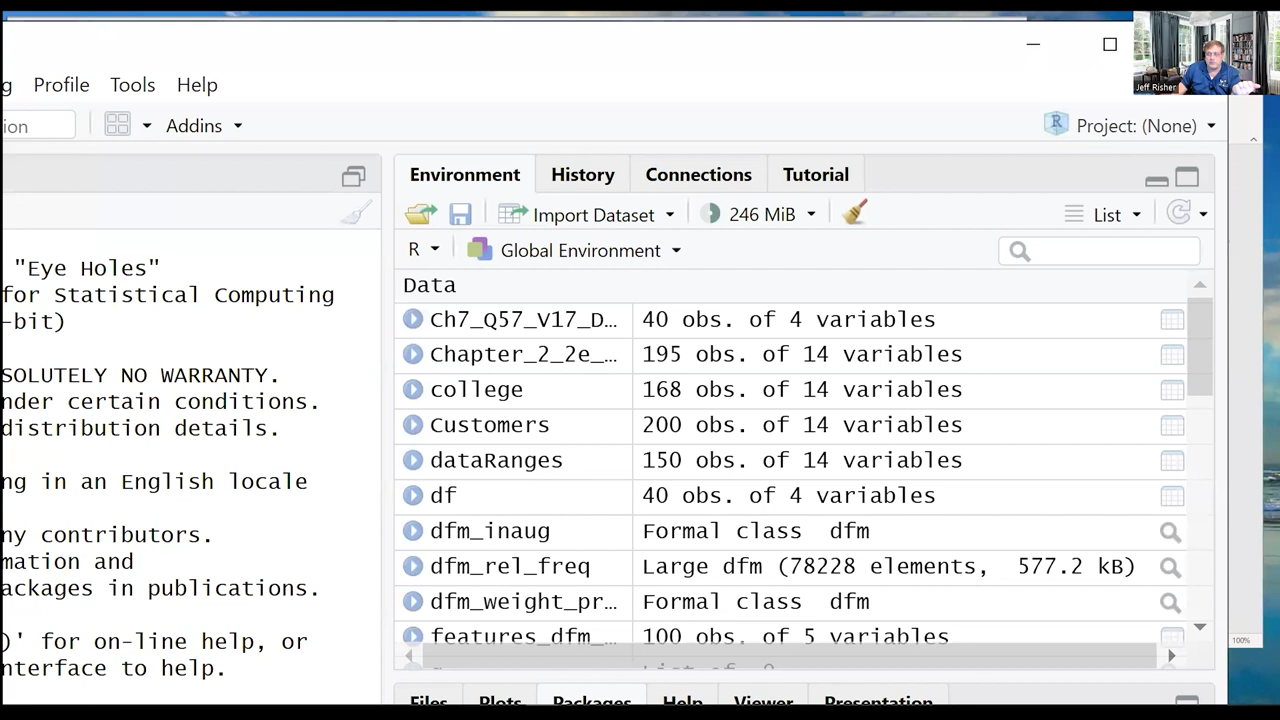 Jeff Risher
g Profile Tools Help
ion Addins Project: (None)
Environment History Connections Tutorial
Import Dataset 246 MiB List
R Global Environment
"Eye Holes"
for Statistical Computing
-bit)
SOLUTELY NO WARRANTY.
nder certain conditions.
distribution details.
ng in an English locale
ny contributors.
mation and
ackages in publications.
)' for on-line help, or
nterface to help.
Data
Ch7_Q57_V17_D… 40 obs. of 4 variables
Chapter_2_2e_… 195 obs. of 14 variables
college 168 obs. of 14 variables
Customers 200 obs. of 14 variables
dataRanges 150 obs. of 14 variables
df 40 obs. of 4 variables
dfm_inaug Formal class dfm
dfm_rel_freq Large dfm (78228 elements, 577.2 kB)
dfm_weight_pr… Formal class dfm
features_dfm_… 100 obs. of 5 variables
100%
Files Plots Packages Help Viewer Presentation